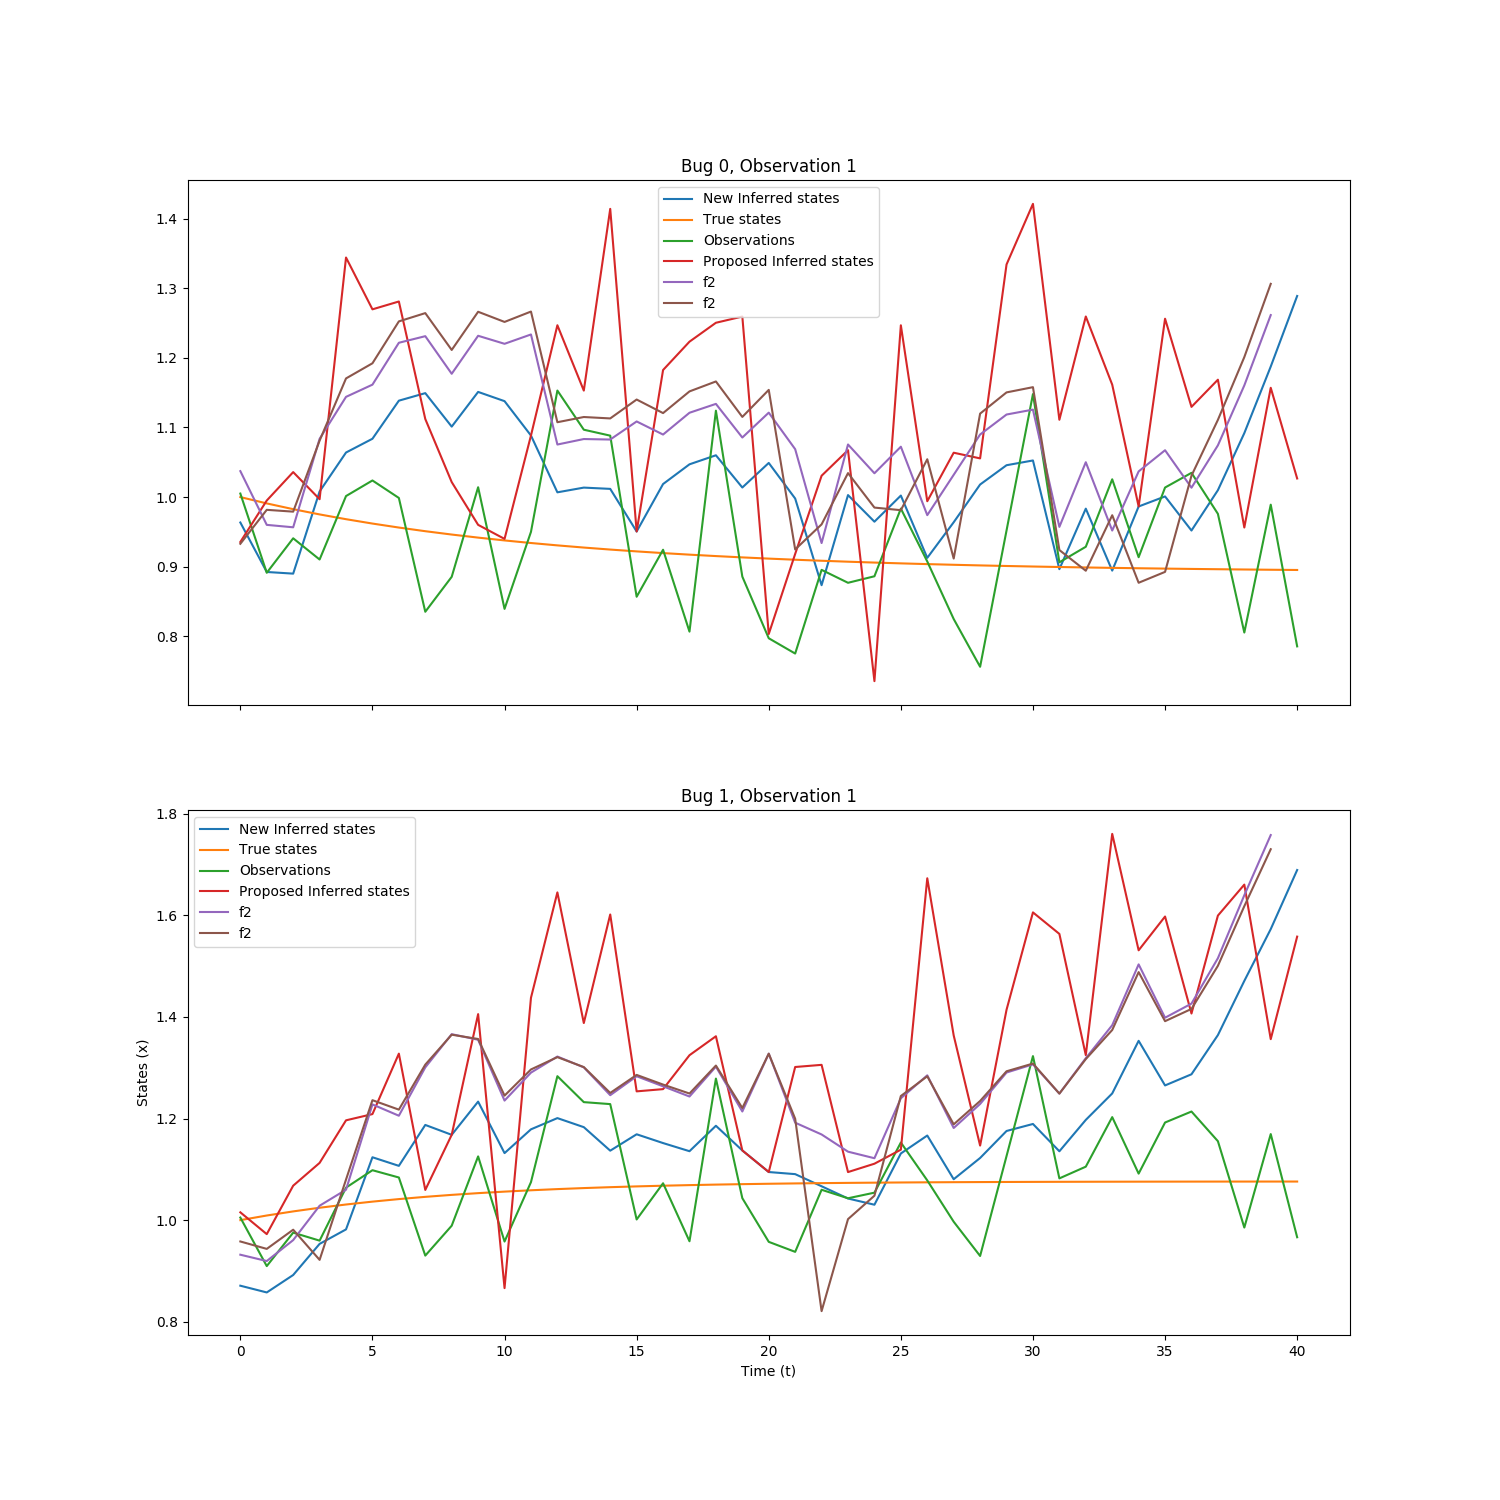 Bug 0, Observation 1
New Inferred states
True states
Observations
Proposed Inferred states
f2
f2
1.4
1.3
1.2
1.1
1.0
0.9
0.8
Bug 1, Observation 1
New Inferred states
True states
Observations
Proposed Inferred states
f2
f2
1.8
1.6
1.4
1.2
1.0
0.8
States (x)
0 5 10 15 20 25 30 35 40
Time (t)